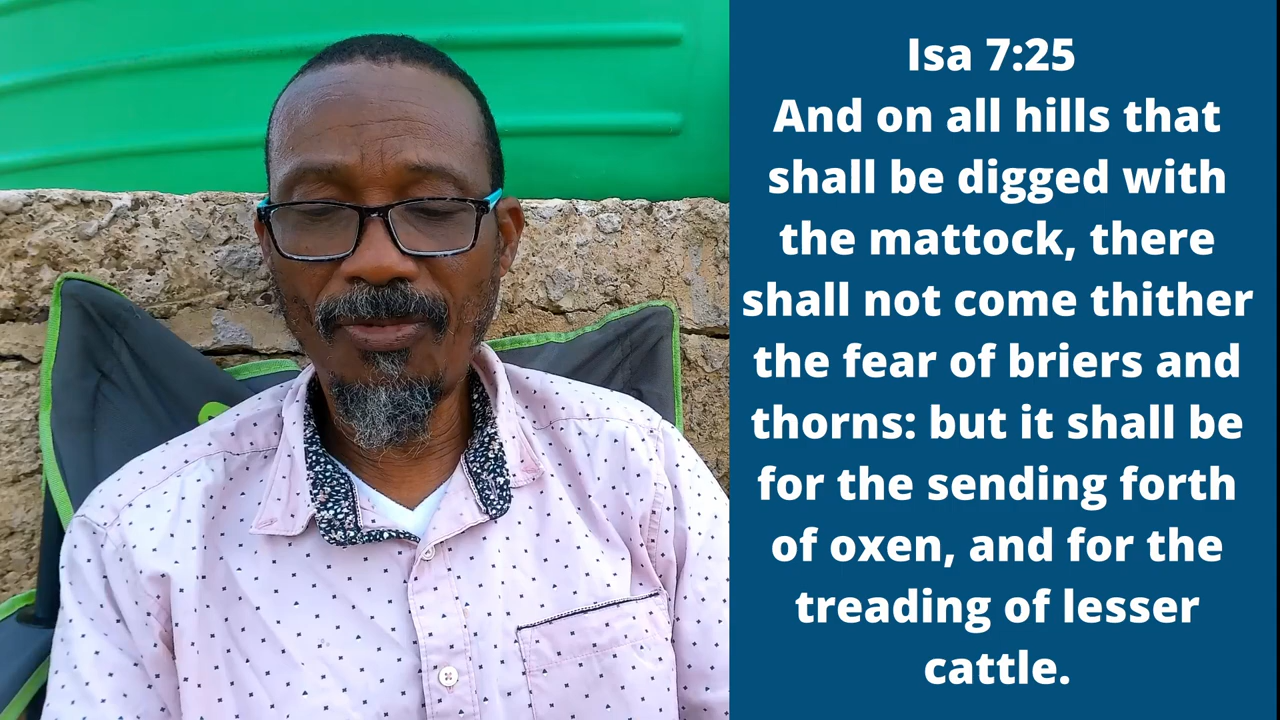 Isa 7:25
And on all hills that
shall be digged with
the mattock, there
shall not come thither
the fear of briers and
thorns: but it shall be
for the sending forth
of oxen, and for the
treading of lesser
cattle.